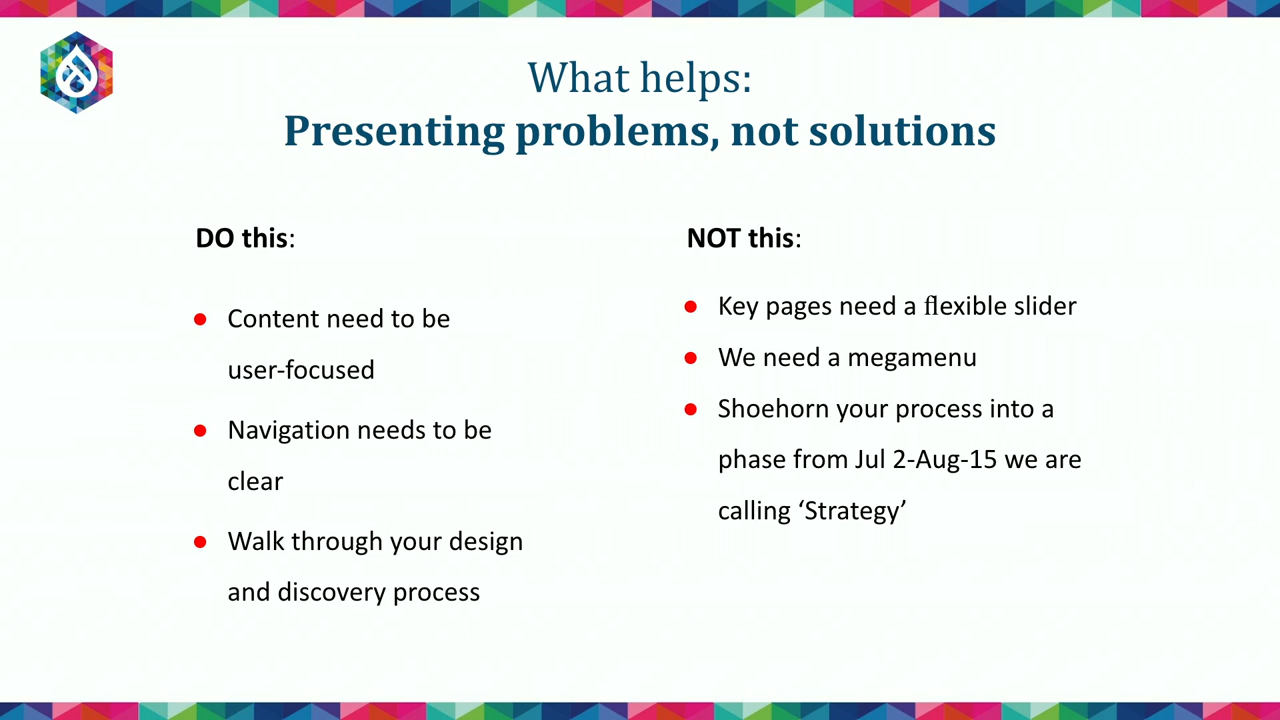 What helps:
Presenting problems, not solutions
DO this:
● Content need to be
user-focused
● Navigation needs to be
clear
● Walk through your design
and discovery process
NOT this:
● Key pages need a flexible slider
● We need a megamenu
● Shoehorn your process into a
phase from Jul 2-Aug-15 we are
calling ‘Strategy’